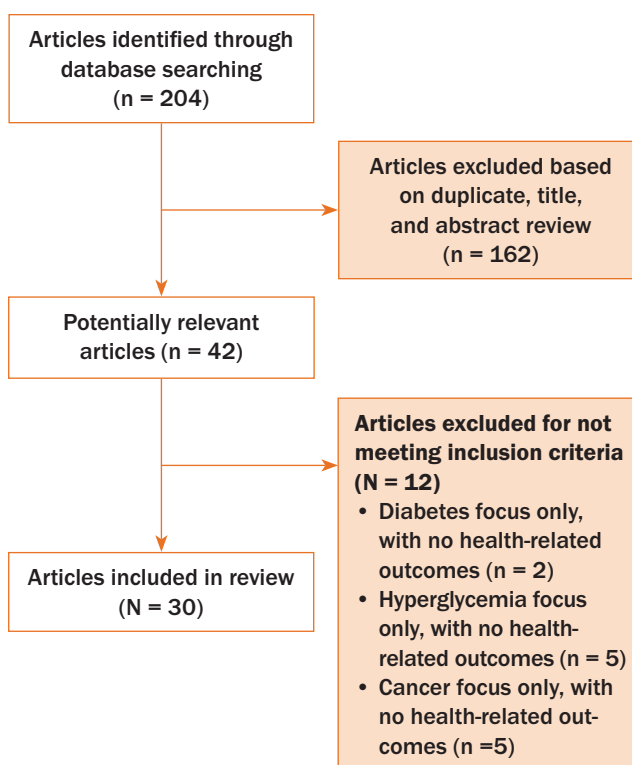 Articles identified through
database searching
(n = 204)
Articles excluded based
on duplicate, title,
and abstract review
(n = 162)
Potentially relevant
articles (n = 42)
Articles excluded for not
meeting inclusion criteria
(N = 12)
• Diabetes focus only,
with no health-related
outcomes (n = 2)
• Hyperglycemia focus
only, with no health-
related outcomes (n = 5)
• Cancer focus only, with
no health-related out-
comes (n =5)
Articles included in review
(N = 30)